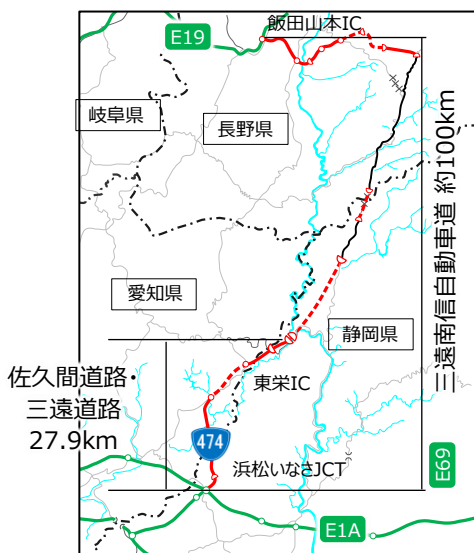 飯田山本IC
E19
岐阜県
長野県
三遠南信自動車道 約100km
愛知県
静岡県
佐久間道路・
三遠道路
27.9km
東栄IC
474
浜松いなさJCT
E69
E1A